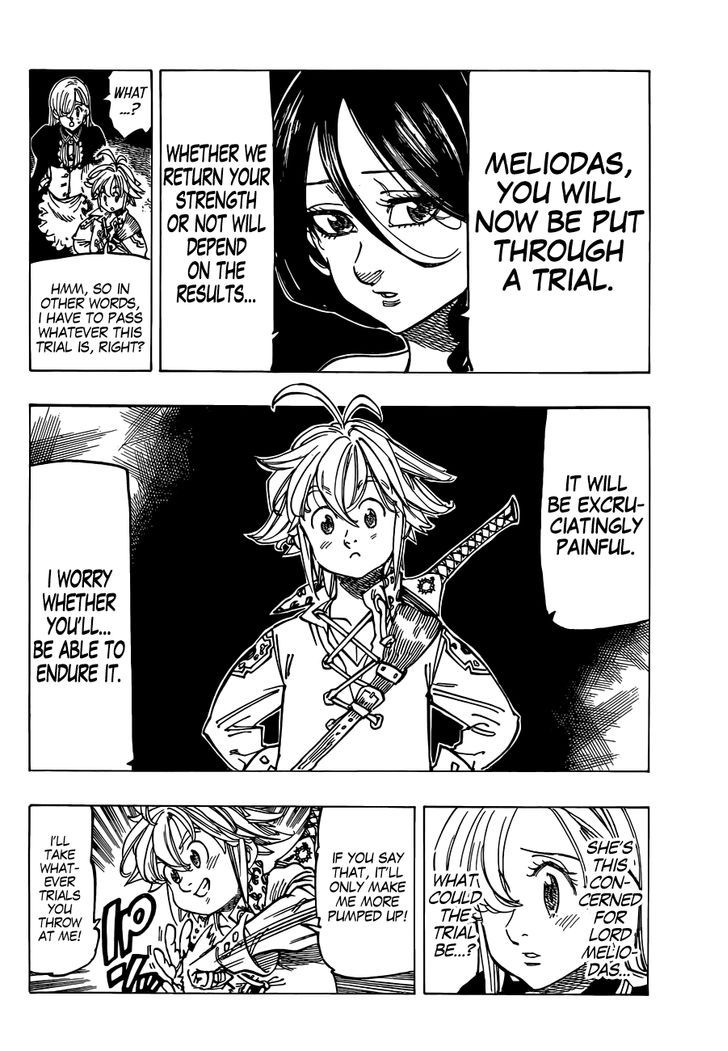 MELIODAS,
YOU WILL
NOW BE PUT
THROUGH
A TRIAL.
WHETHER WE
RETURN YOUR
STRENGTH
OR NOT WILL
DEPEND
ON THE
RESULTS...
WHAT
...?
HMM, SO IN
OTHER WORDS,
I HAVE TO PASS
WHATEVER THIS
TRIAL IS, RIGHT?
IT WILL
BE EXCRU-
CIATINGLY
PAINFUL.
I WORRY
WHETHER
YOU'LL...
BE ABLE TO
ENDURE IT.
SHE'S
THIS
CON-
CERNED
FOR
LORD
MELIO-
DAS...
WHAT
COULD
THE
TRIAL
BE...?
IF YOU SAY
THAT, IT'LL
ONLY MAKE
ME MORE
PUMPED UP!
I'LL
TAKE
WHAT-
EVER
TRIALS
YOU
THROW
AT ME!